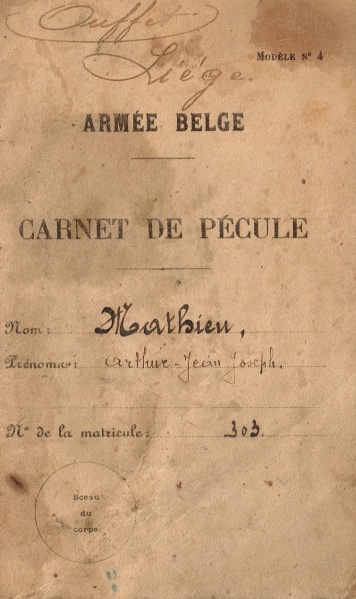 Ouffet
Liége.
MODÈLE N° 4
ARMÉE BELGE
CARNET DE PÉCULE
Nom: Mathieu,
Prénoms: Arthur-Jean Joseph.
N° de la matricule: 303.
Sceau
du
corps.